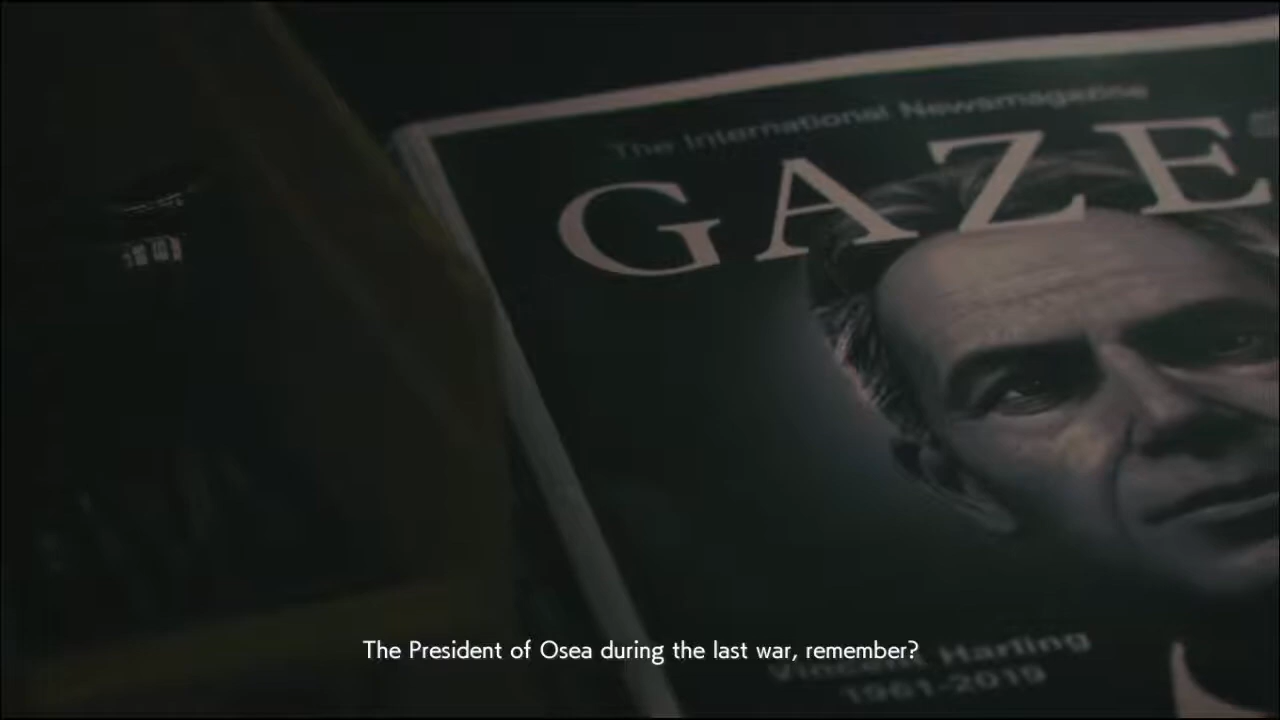 The International Newsmagazine
GAZE
The President of Osea during the last war, remember?
Vincent Harling
1961-2019